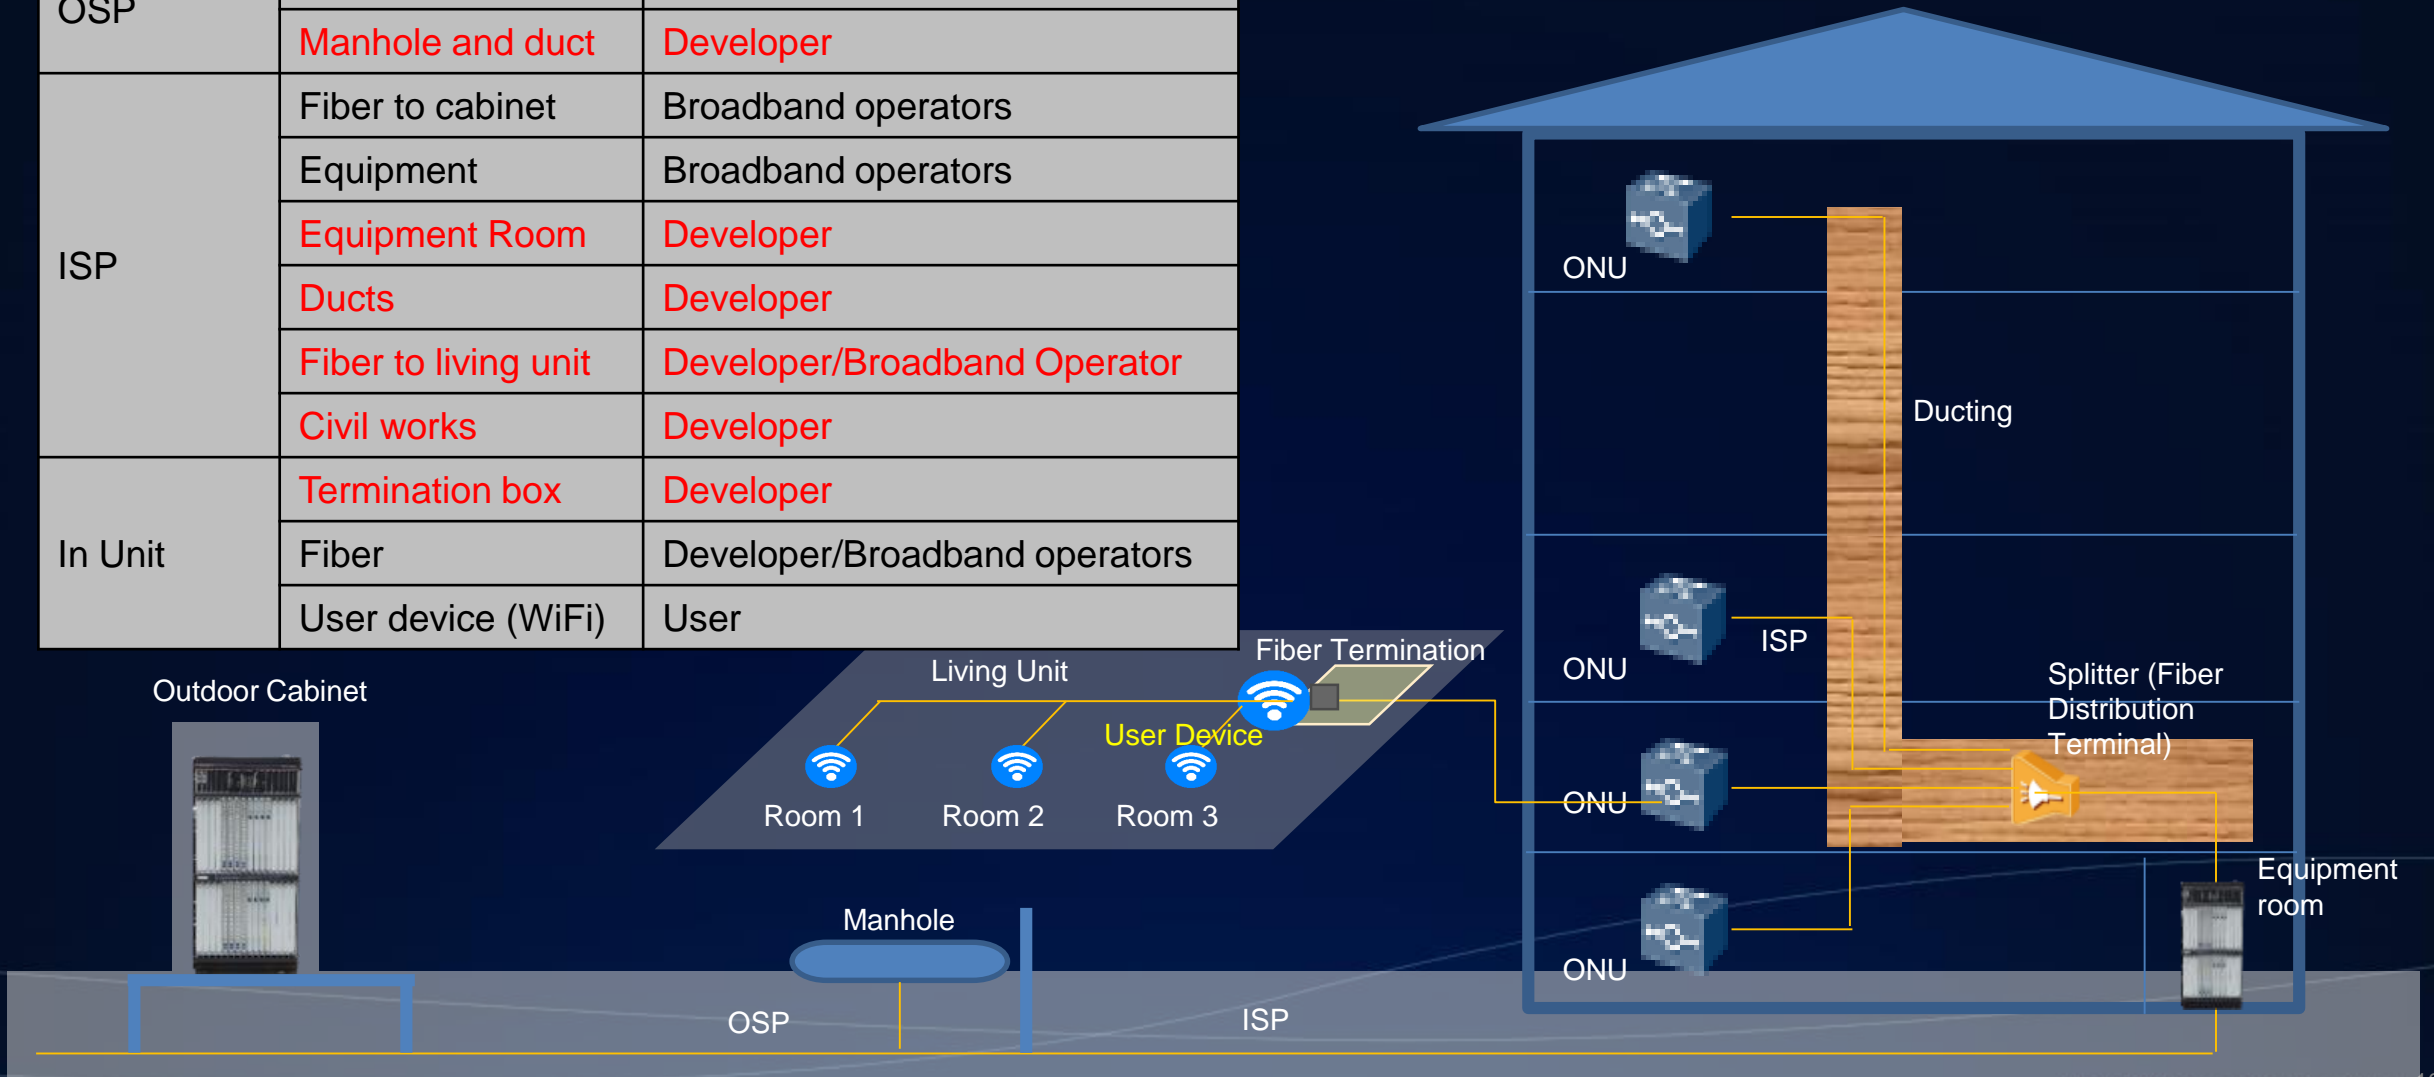 OSP
Manhole and duct Developer
ISP
Fiber to cabinet Broadband operators
Equipment Broadband operators
Equipment Room Developer
Ducts Developer
Fiber to living unit Developer/Broadband Operator
Civil works Developer
In Unit
Termination box Developer
Fiber Developer/Broadband operators
User device (WiFi) User
Outdoor Cabinet
Living Unit
Fiber Termination
User Device
Room 1
Room 2
Room 3
Manhole
OSP
ISP
ONU
Ducting
ONU
ISP
Splitter (Fiber
Distribution
Terminal)
ONU
Equipment
room
ONU